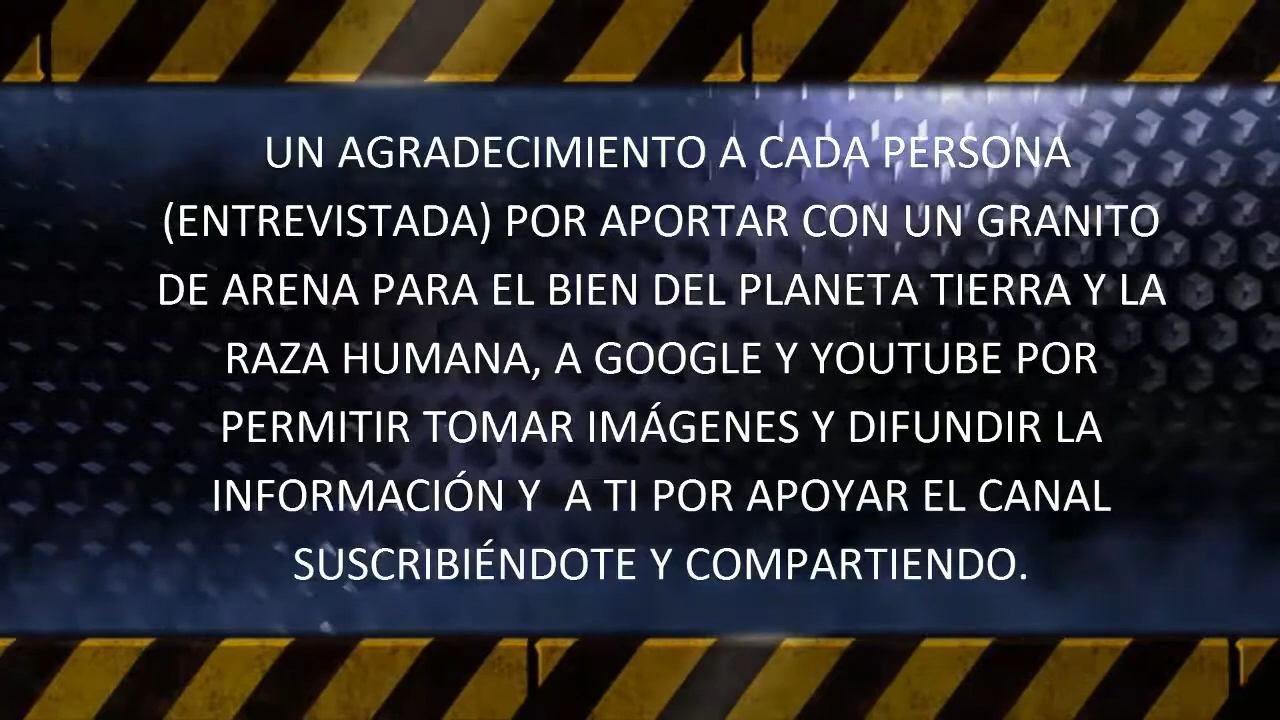 UN AGRADECIMIENTO A CADA PERSONA
(ENTREVISTADA) POR APORTAR CON UN GRANITO
DE ARENA PARA EL BIEN DEL PLANETA TIERRA Y LA
RAZA HUMANA, A GOOGLE Y YOUTUBE POR
PERMITIR TOMAR IMÁGENES Y DIFUNDIR LA
INFORMACIÓN Y  A TI POR APOYAR EL CANAL
SUSCRIBIÉNDOTE Y COMPARTIENDO.